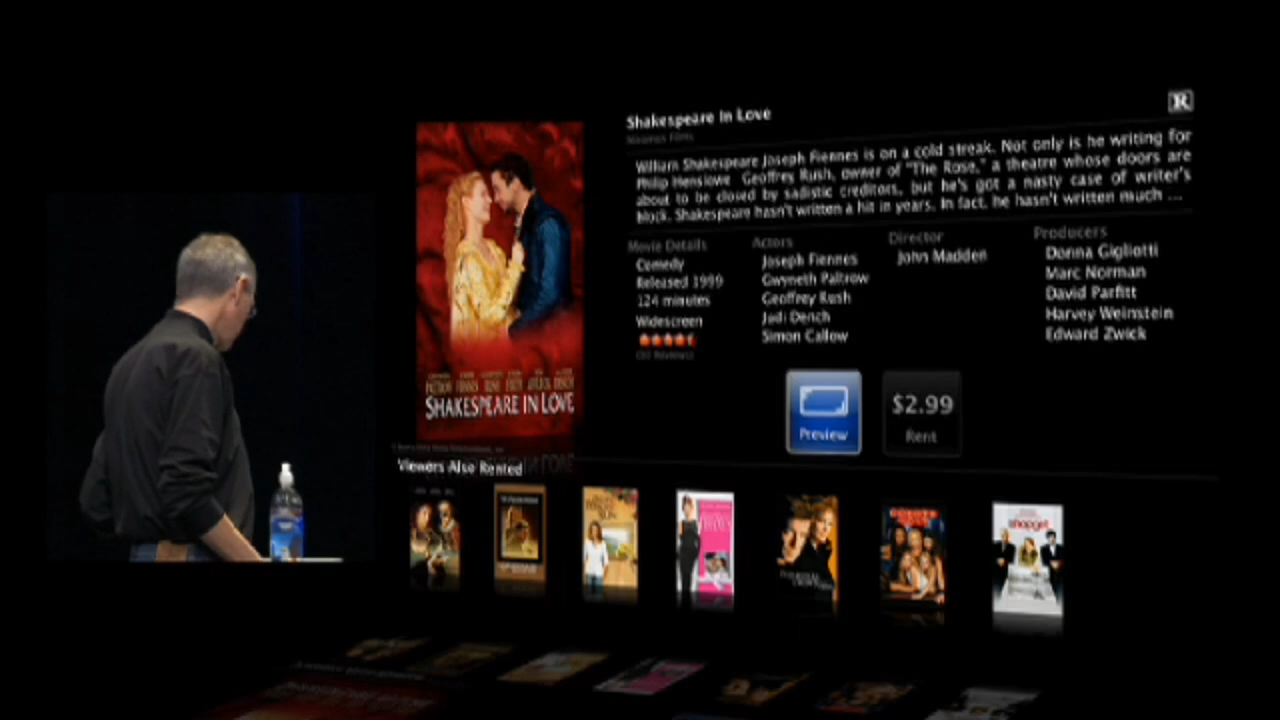 Shakespeare In Love
R
Miramax Films
William Shakespeare Joseph Fiennes is on a cold streak. Not only is he writing for
Philip Henslowe Geoffrey Rush, owner of "The Rose," a theatre whose doors are
about to be closed by sadistic creditors, but he's got a nasty case of writer's
block. Shakespeare hasn't written a hit in years. In fact, he hasn't written much ...
Movie Details
Comedy
Released 1999
124 minutes
Widescreen
Actors
Joseph Fiennes
Gwyneth Paltrow
Geoffrey Rush
Judi Dench
Simon Callow
Director
John Madden
Producers
Donna Gigliotti
Marc Norman
David Parfitt
Harvey Weinstein
Edward Zwick
SHAKESPEARE IN LOVE
Preview
$2.99
Rent
Viewers Also Rented